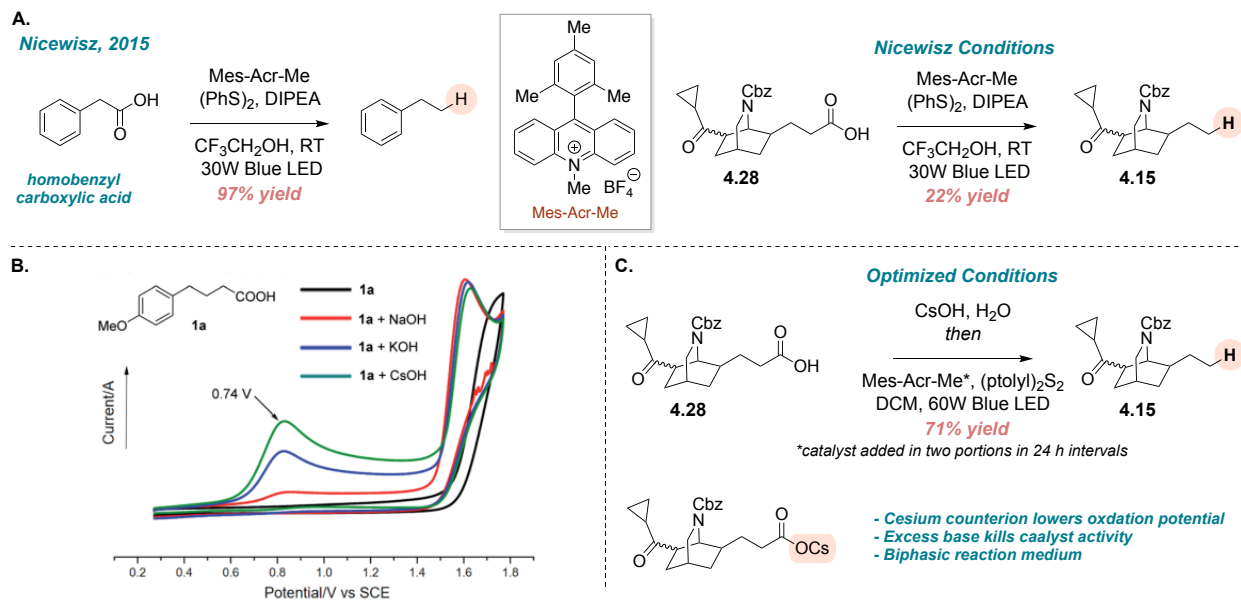 A.
Nicewisz, 2015
OH
O
Mes-Acr-Me
(PhS)2, DIPEA
CF3CH2OH, RT
30W Blue LED
97% yield
H
homobenzyl
carboxylic acid
Me
Me
Me
N
+
Me
BF4
⊖
Mes-Acr-Me
Nicewisz Conditions
NCbz
O
O
OH
4.28
Mes-Acr-Me
(PhS)2, DIPEA
CF3CH2OH, RT
30W Blue LED
22% yield
NCbz
O
H
4.15
B.
COOH
MeO
1a
1a
1a + NaOH
1a + KOH
1a + CsOH
0.74 V
Current/A
0.2 0.4 0.6 0.8 1.0 1.2 1.4 1.6 1.8
Potential/V vs SCE
C.
Optimized Conditions
NCbz
O
O
OH
4.28
CsOH, H2O
then
Mes-Acr-Me*, (ptolyl)2S2
DCM, 60W Blue LED
71% yield
*catalyst added in two portions in 24 h intervals
NCbz
O
H
4.15
NCbz
O
O
OCs
- Cesium counterion lowers oxdation potential
- Excess base kills caalyst activity
- Biphasic reaction medium